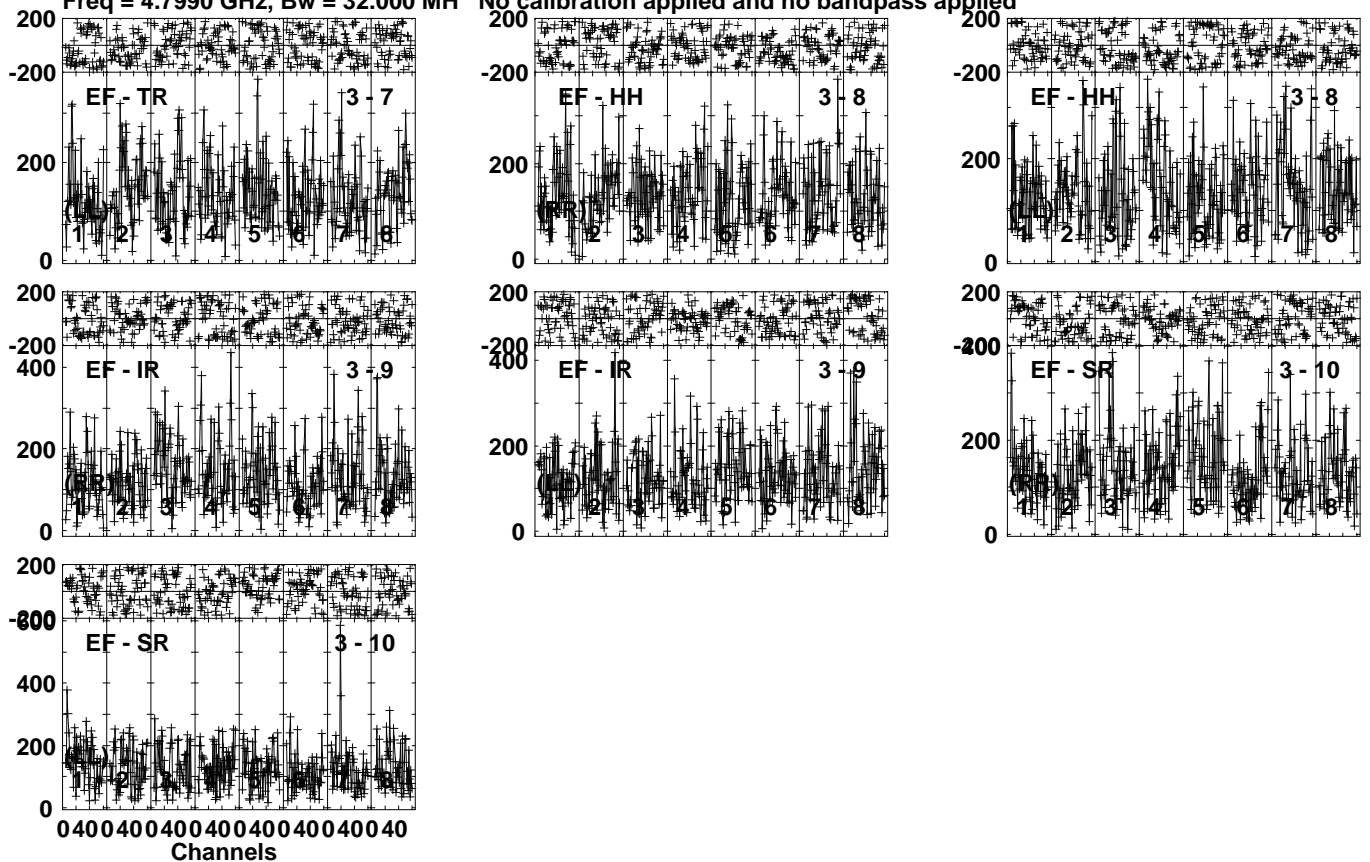 Freq = 4.7990 GHz, Bw = 32.000 MH No calibration applied and no bandpass applied
200 200 200
-200 -200 -200
EF - TR 3 - 7 EF - HH 3 - 8 EF - HH 3 - 8
200 200 200
(LL) (RR) (LL)
1 2 3 4 5 6 7 8 1 2 3 4 5 6 7 8 1 2 3 4 5 6 7 8
0 0 0
200 200 200
-200 -200 -200
400 400 400
EF - IR 3 - 9 EF - IR 3 - 9 EF - SR 3 - 10
200 200 200
(RR) (LL) (RR)
1 2 3 4 5 6 7 8 1 2 3 4 5 6 7 8 1 2 3 4 5 6 7 8
0 0 0
200
-200
600
EF - SR 3 - 10
400
200
(LL)
1 2 3 4 5 6 7 8
0
0 40 0 40 0 40 0 40 0 40 0 40 0 40 0 40
Channels